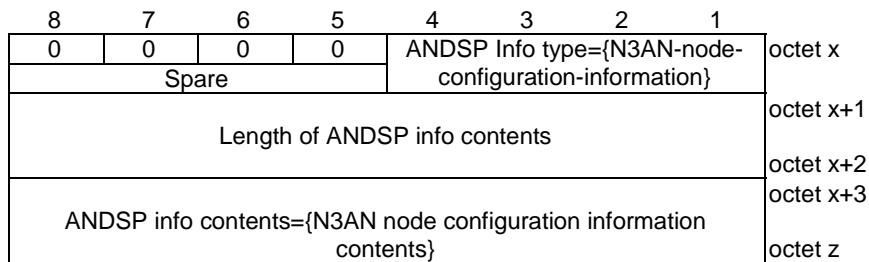 8 7 6 5 4 3 2 1
0 0 0 0 ANDSP Info type={N3AN-node- octet x
Spare configuration-information}
octet x+1
Length of ANDSP info contents
octet x+2
octet x+3
ANDSP info contents={N3AN node configuration information
contents} octet z